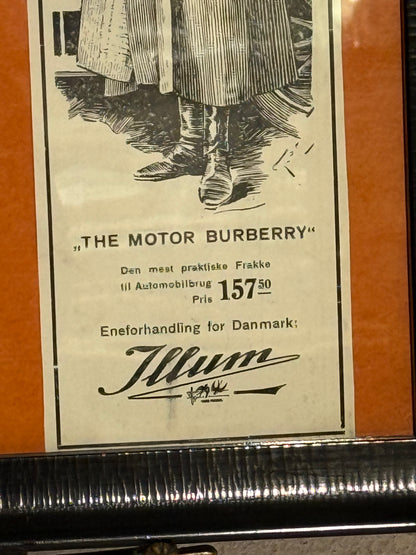 „THE MOTOR BURBERRY“
Den mest praktiske Frakke
til Automobilbrug
Pris 157⁵⁰
Eneforhandling for Danmark:
Illum